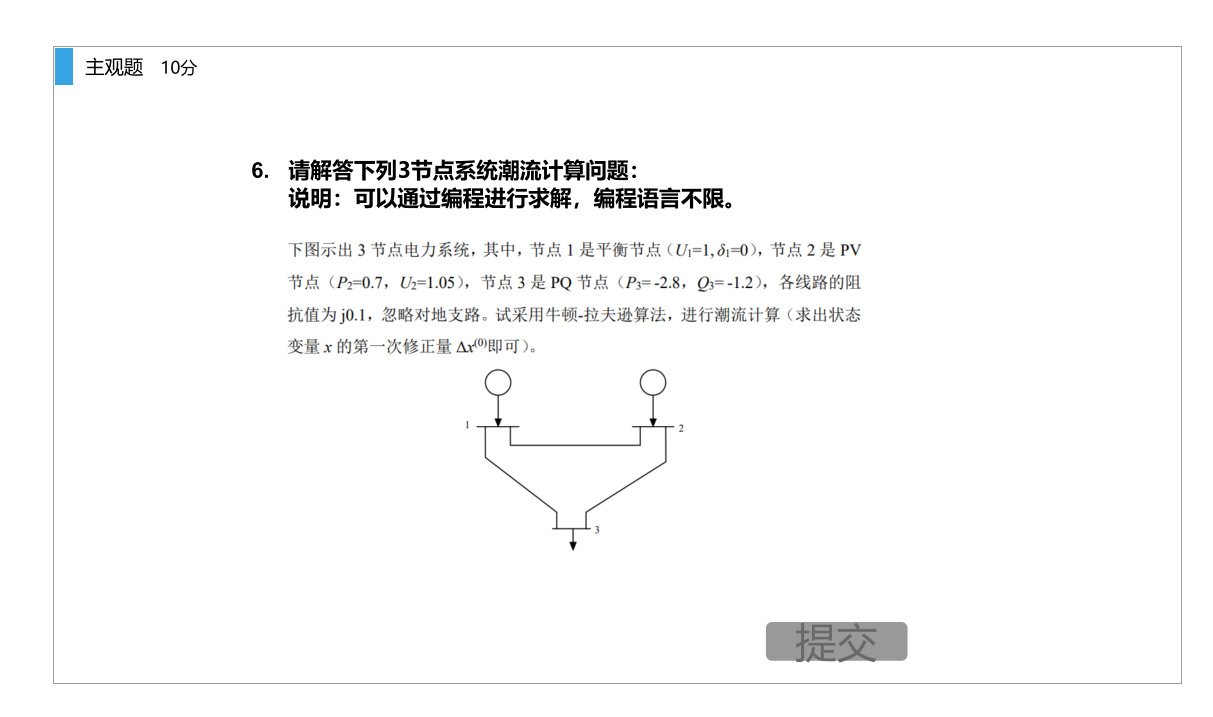 主观题 10分
6. 请解答下列3节点系统潮流计算问题：
说明：可以通过编程进行求解，编程语言不限。
下图示出 3 节点电力系统，其中，节点 1 是平衡节点（U₁=1, δ₁=0），节点 2 是 PV
节点（P₂=0.7，U₂=1.05），节点 3 是 PQ 节点（P₃= -2.8，Q₃= -1.2），各线路的阻
抗值为 j0.1，忽略对地支路。试采用牛顿-拉夫逊算法，进行潮流计算（求出状态
变量 x 的第一次修正量 Δx⁽⁰⁾即可）。
1
2
3
提交